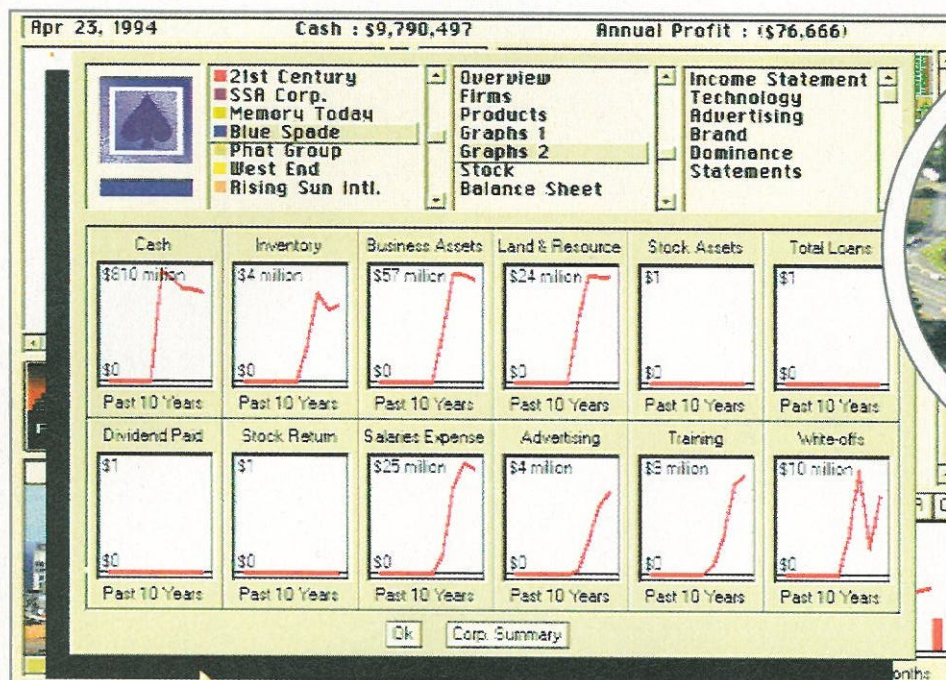 Apr 23, 1994 Cash : $9,790,497 Annual Profit : ($76,666)
21st Century
SSA Corp.
Memory Today
Blue Spade
Phat Group
West End
Rising Sun Intl.
Overview
Firms
Products
Graphs 1
Graphs 2
Stock
Balance Sheet
Income Statement
Technology
Advertising
Brand
Dominance
Statements
Cash Inventory Business Assets Land & Resource Stock Assets Total Loans
$810 million $4 million $57 million $24 million $1 $1
$0 $0 $0 $0 $0 $0
Past 10 Years Past 10 Years Past 10 Years Past 10 Years Past 10 Years Past 10 Years
Dividend Paid Stock Return Salaries Expense Advertising Training Write-offs
$1 $1 $25 million $4 million million $10 million
$0 $0 $0 $0 $0 $0
Past 10 Years Past 10 Years Past 10 Years Past 10 Years Past 10 Years Past 10 Years
Ok Corp. Summary